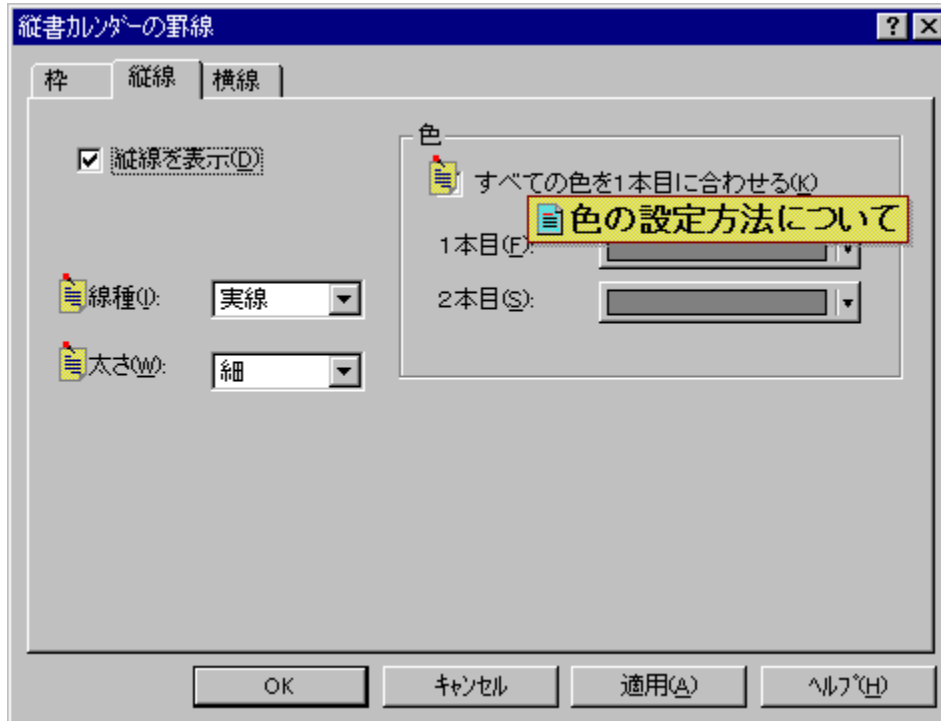 縦書ｶﾚﾝﾀﾞｰの罫線
枠 縦線 横線
縦線を表示(D)
色
すべての色を1本目に合わせる(K)
色の設定方法について
1本目(F):
2本目(S):
線種(I): 実線
太さ(W): 細
OK ｷｬﾝｾﾙ 適用(A) ﾍﾙﾌﾟ(H)